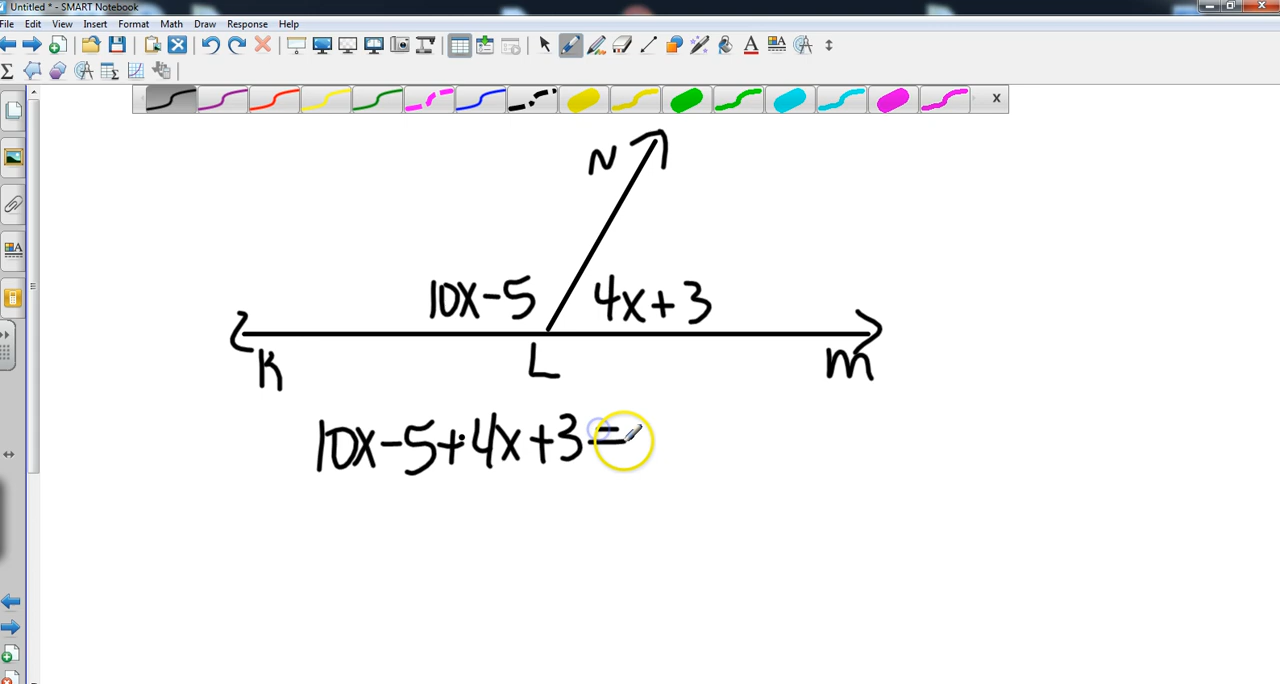 Untitled * - SMART Notebook
File Edit View Insert Format Math Draw Response Help
N
10x-5 4x+3
K L M
10x-5+4x+3=